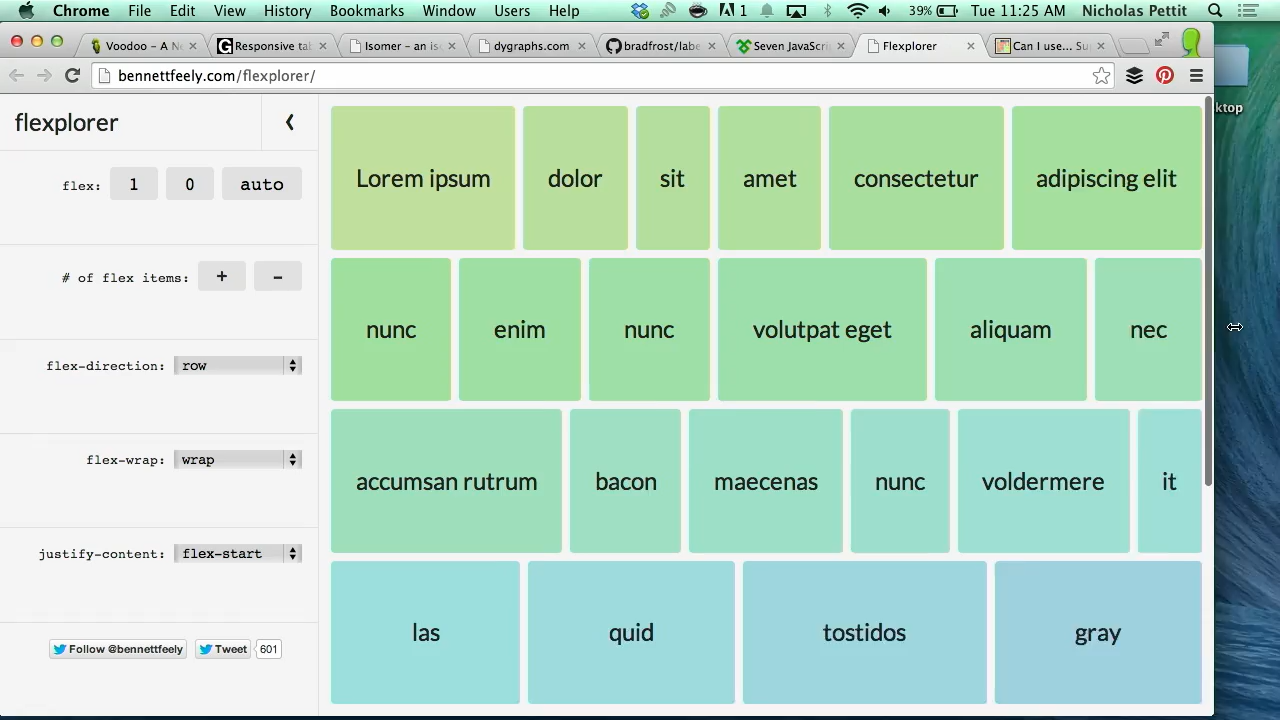 Chrome File Edit View History Bookmarks Window Users Help 1 39% Tue 11:25 AM Nicholas Pettit
Voodoo – A N Responsive tab Isomer – an iso dygraphs.com bradfrost/labe Seven JavaScri Flexplorer Can I use... Su
bennettfeely.com/flexplorer/
ktop
flexplorer
flex: 1 0 auto
# of flex items: + -
flex-direction: row
flex-wrap: wrap
justify-content: flex-start
Follow @bennettfeely Tweet 601
Lorem ipsum dolor sit amet consectetur adipiscing elit
nunc enim nunc volutpat eget aliquam nec
accumsan rutrum bacon maecenas nunc voldermere it
las quid tostidos gray